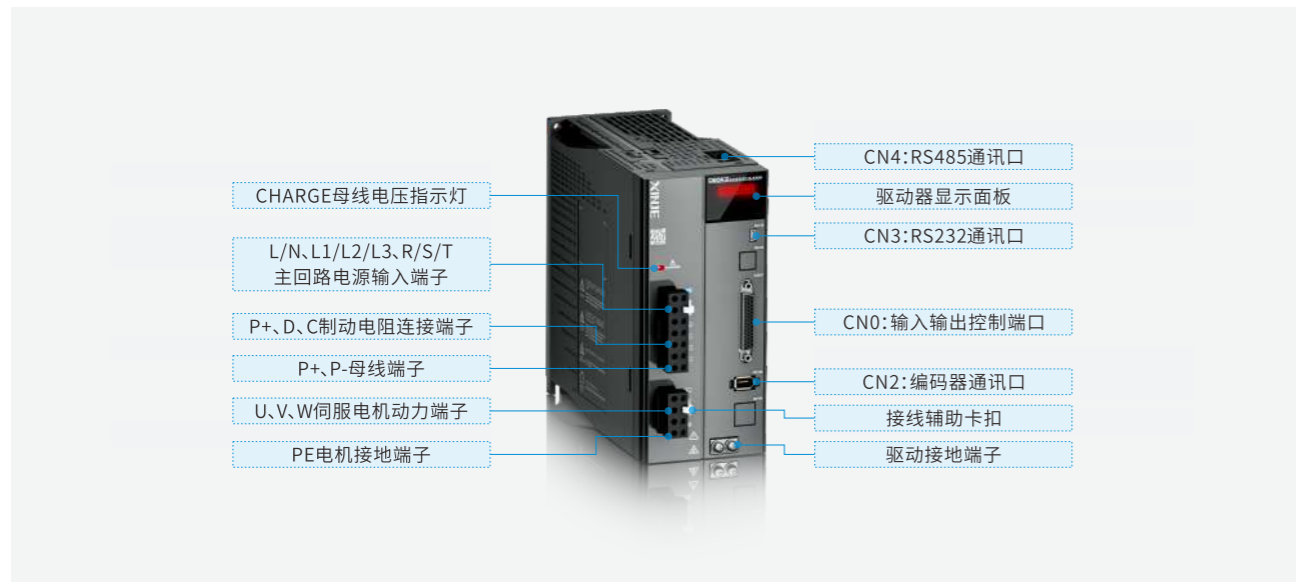 CHARGE母线电压指示灯
L/N、L1/L2/L3、R/S/T
主回路电源输入端子
P+、D、C制动电阻连接端子
P+、P-母线端子
U、V、W伺服电机动力端子
PE电机接地端子
XINJE
CN4:RS485通讯口
驱动器显示面板
CN3:RS232通讯口
CN0:输入输出控制端口
CN2:编码器通讯口
接线辅助卡扣
驱动接地端子